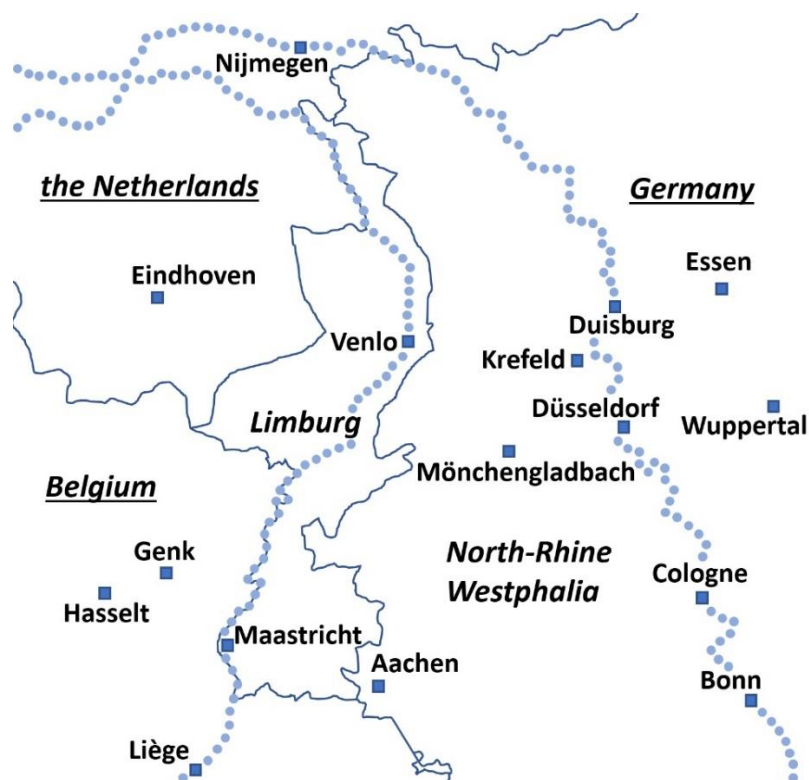 Nijmegen
the Netherlands
Germany
Eindhoven
Essen
Duisburg
Venlo
Krefeld
Düsseldorf
Limburg
Wuppertal
Mönchengladbach
Belgium
Genk
North-Rhine
Westphalia
Cologne
Hasselt
Maastricht
Aachen
Bonn
Liège